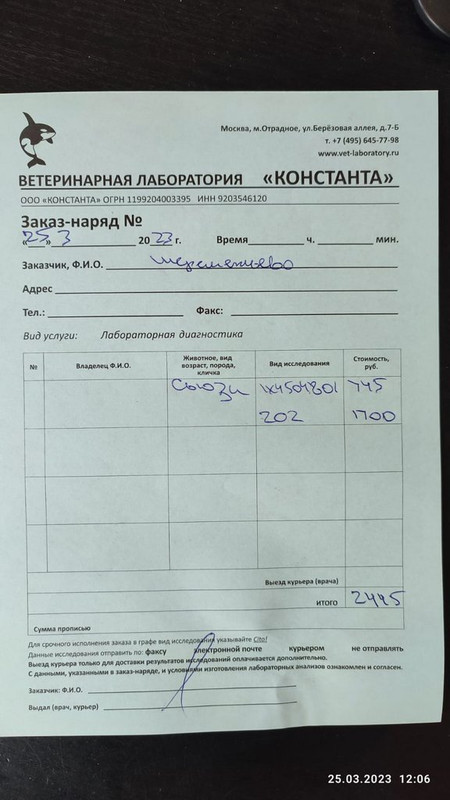 Москва, м.Отрадное, ул.Берёзовая аллея, д.7-Б
т. +7 (495) 645-77-98
www.vet-laboratory.ru
ВЕТЕРИНАРНАЯ ЛАБОРАТОРИЯ «КОНСТАНТА»
ООО «КОНСТАНТА» ОГРН 1199204003395 ИНН 9203546120
Заказ-наряд №
«25» 3 2023 г. Время ч. мин.
Заказчик, Ф.И.О. Шереметьево
Адрес
Тел.: Факс:
Вид услуги: Лабораторная диагностика
№ Владелец Ф.И.О. Животное, вид возраст, порода, кличка Вид исследования Стоимость, руб.
Сьюзи 745
202 1700
Выезд курьера (врача)
ИТОГО 2445
Сумма прописью
Для срочного исполнения заказа в графе вид исследования указывайте Cito!
Данные исследования отправить по: факсу электронной почте курьером не отправлять
Выезд курьера только для доставки результатов исследований оплачивается дополнительно.
С данными, указанными в заказ-наряде, и условиями изготовления лабораторных анализов ознакомлен и согласен.
Заказчик: Ф.И.О.
Выдал (врач, курьер)
25.03.2023 12:06